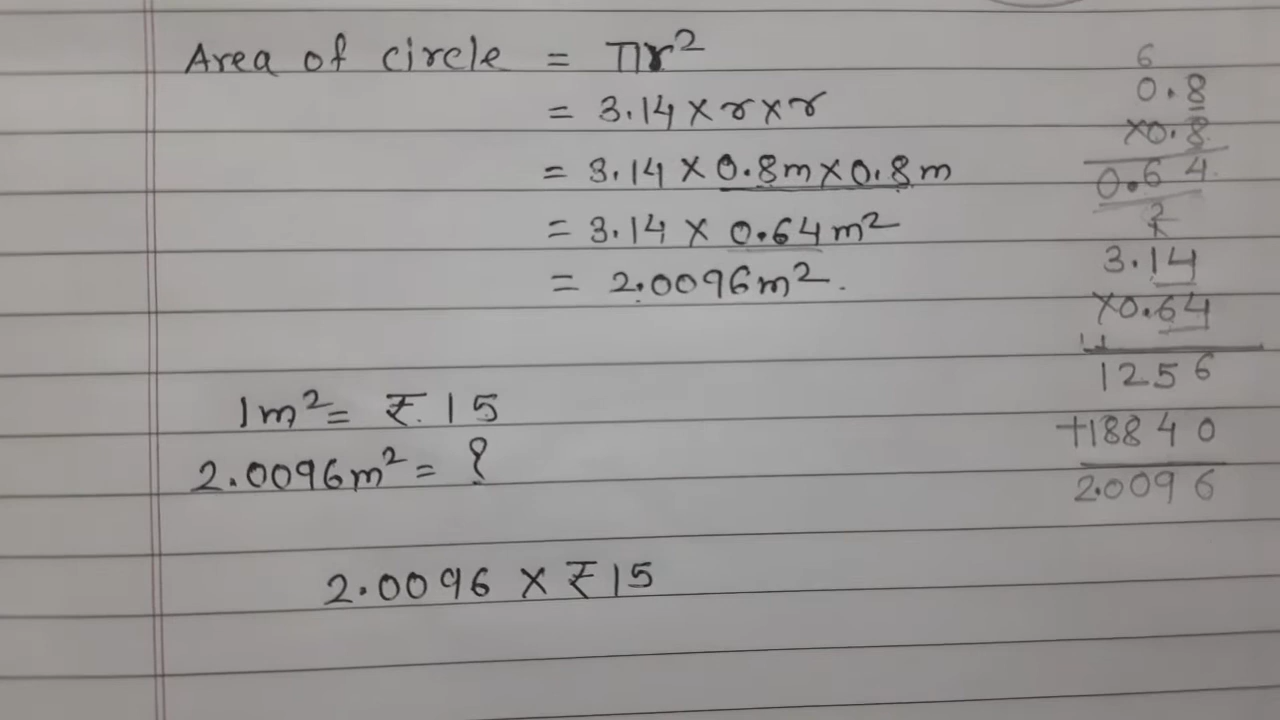 Area of circle = πr²
= 3.14 × r × r
= 3.14 × 0.8m × 0.8m
= 3.14 × 0.64m²
= 2.0096m².
1m² = ₹.15
2.0096m² = ?
2.0096 × ₹15
6
0.8
×0.8
0.64
2
1
3.14
×0.64
11
1256
+18840
2.0096